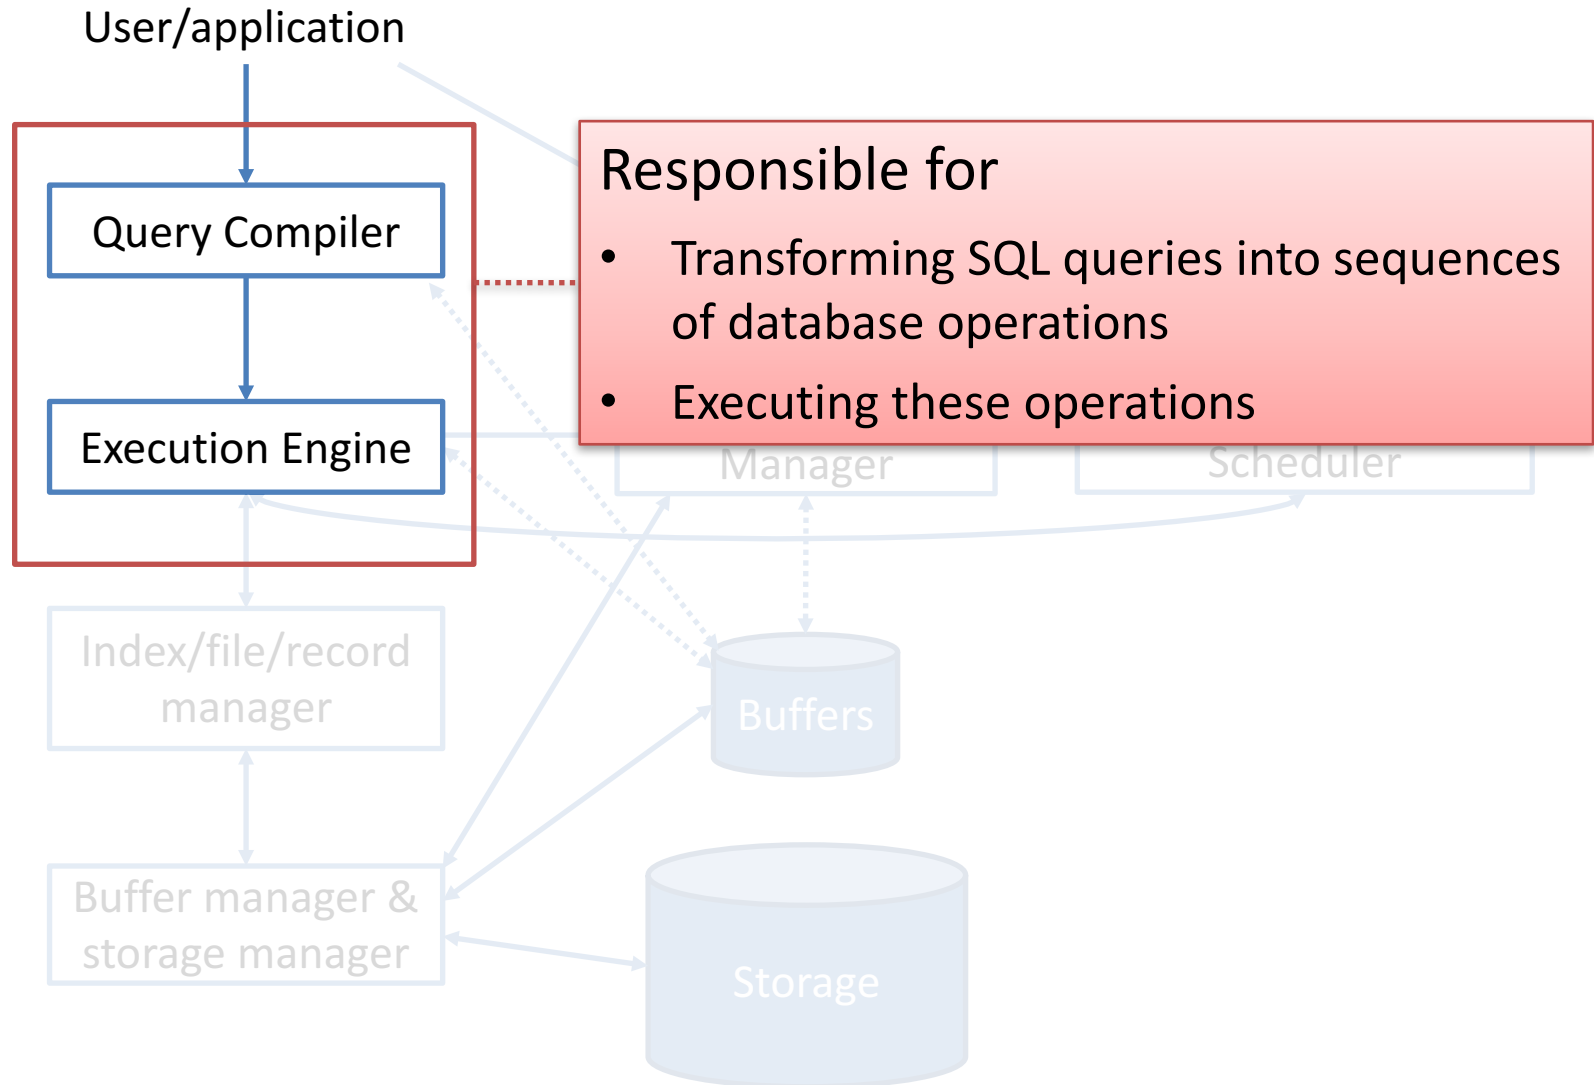 User/application
Query Compiler
Execution Engine
Responsible for
• Transforming SQL queries into sequences
of database operations
• Executing these operations
Manager
Scheduler
Index/file/record
manager
Buffers
Buffer manager &
storage manager
Storage